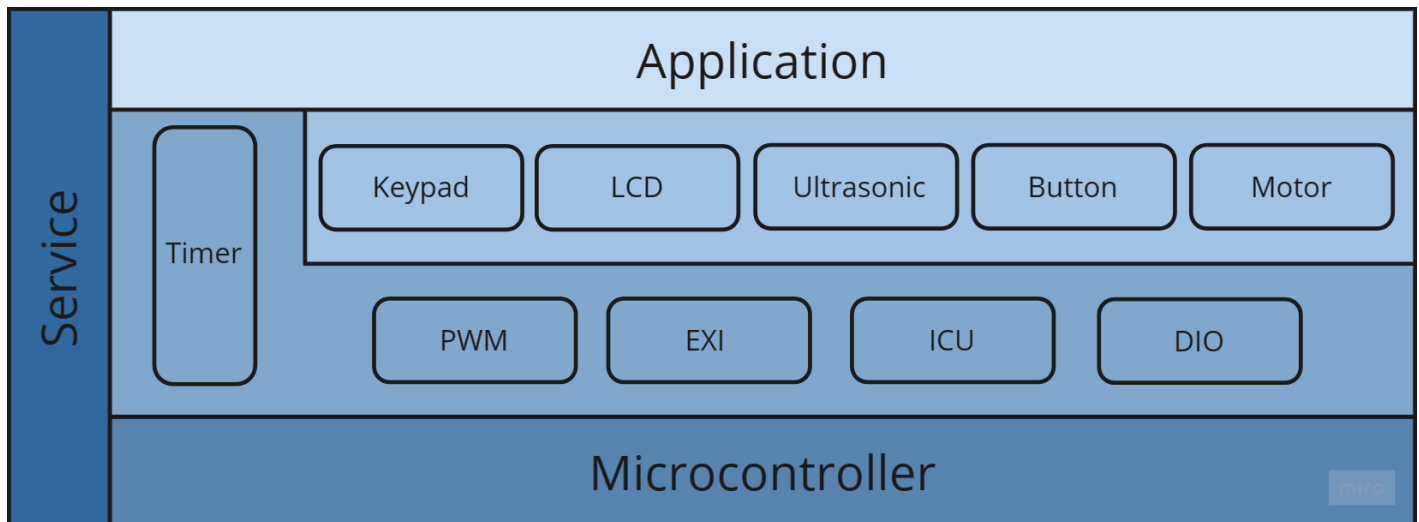 Service
Application
Timer
Keypad
LCD
Ultrasonic
Button
Motor
PWM
EXI
ICU
DIO
Microcontroller
miro